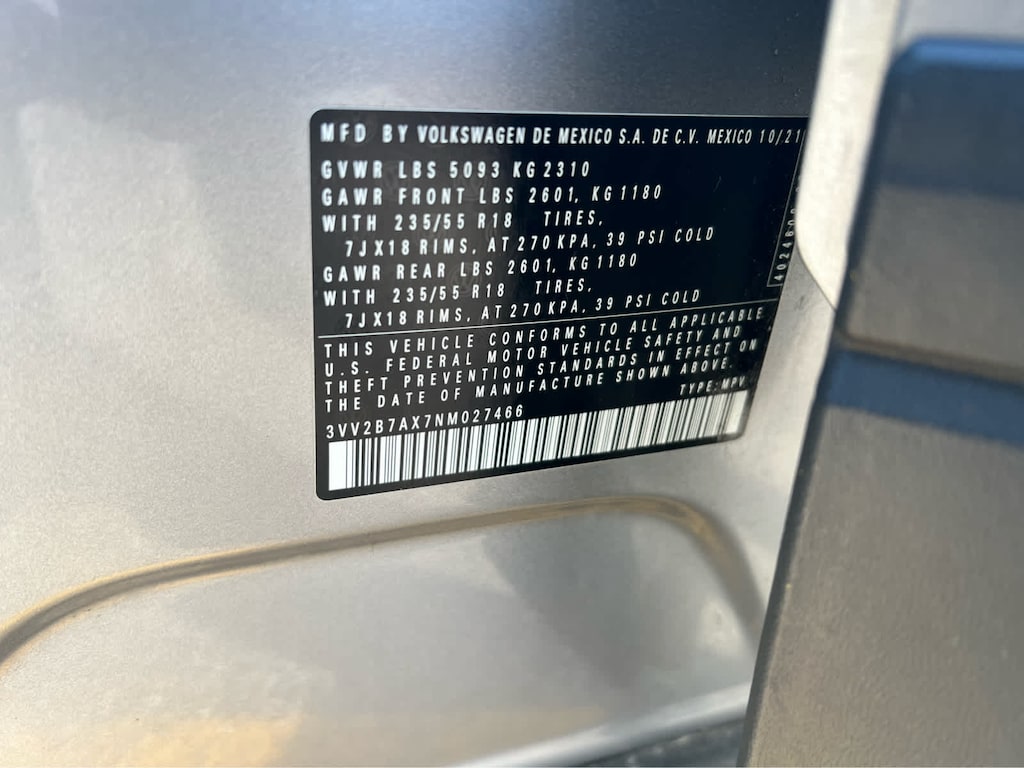 MFD BY VOLKSWAGEN DE MEXICO S.A. DE C.V. MEXICO 10/21
GVWR LBS 5093 KG 2310
GAWR FRONT LBS 2601, KG 1180
WITH 235/55 R18 TIRES,
7JX18 RIMS, AT 270 KPA, 39 PSI COLD
GAWR REAR LBS 2601, KG 1180
WITH 235/55 R18 TIRES,
7JX18 RIMS, AT 270 KPA, 39 PSI COLD
THIS VEHICLE CONFORMS TO ALL APPLICABLE
U.S. FEDERAL MOTOR VEHICLE SAFETY AND
THEFT PREVENTION STANDARDS IN EFFECT ON
THE DATE OF MANUFACTURE SHOWN ABOVE.
TYPE: MPV
3VV2B7AX7NM027466